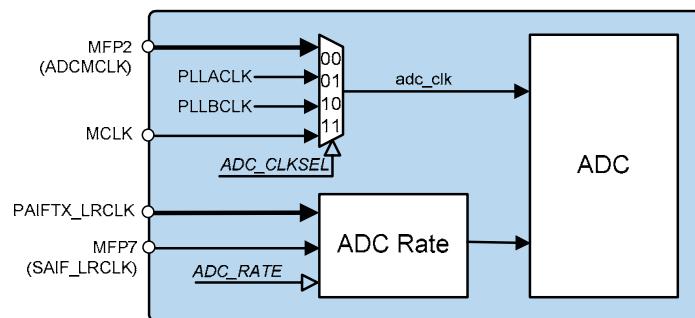 MFP2
(ADCMCLK)
PLLACLK
PLLBCLK
MCLK
00
01
10
11
adc_clk
ADC_CLKSEL
ADC
PAIFTX_LRCLK
MFP7
(SAIF_LRCLK)
ADC_RATE
ADC Rate